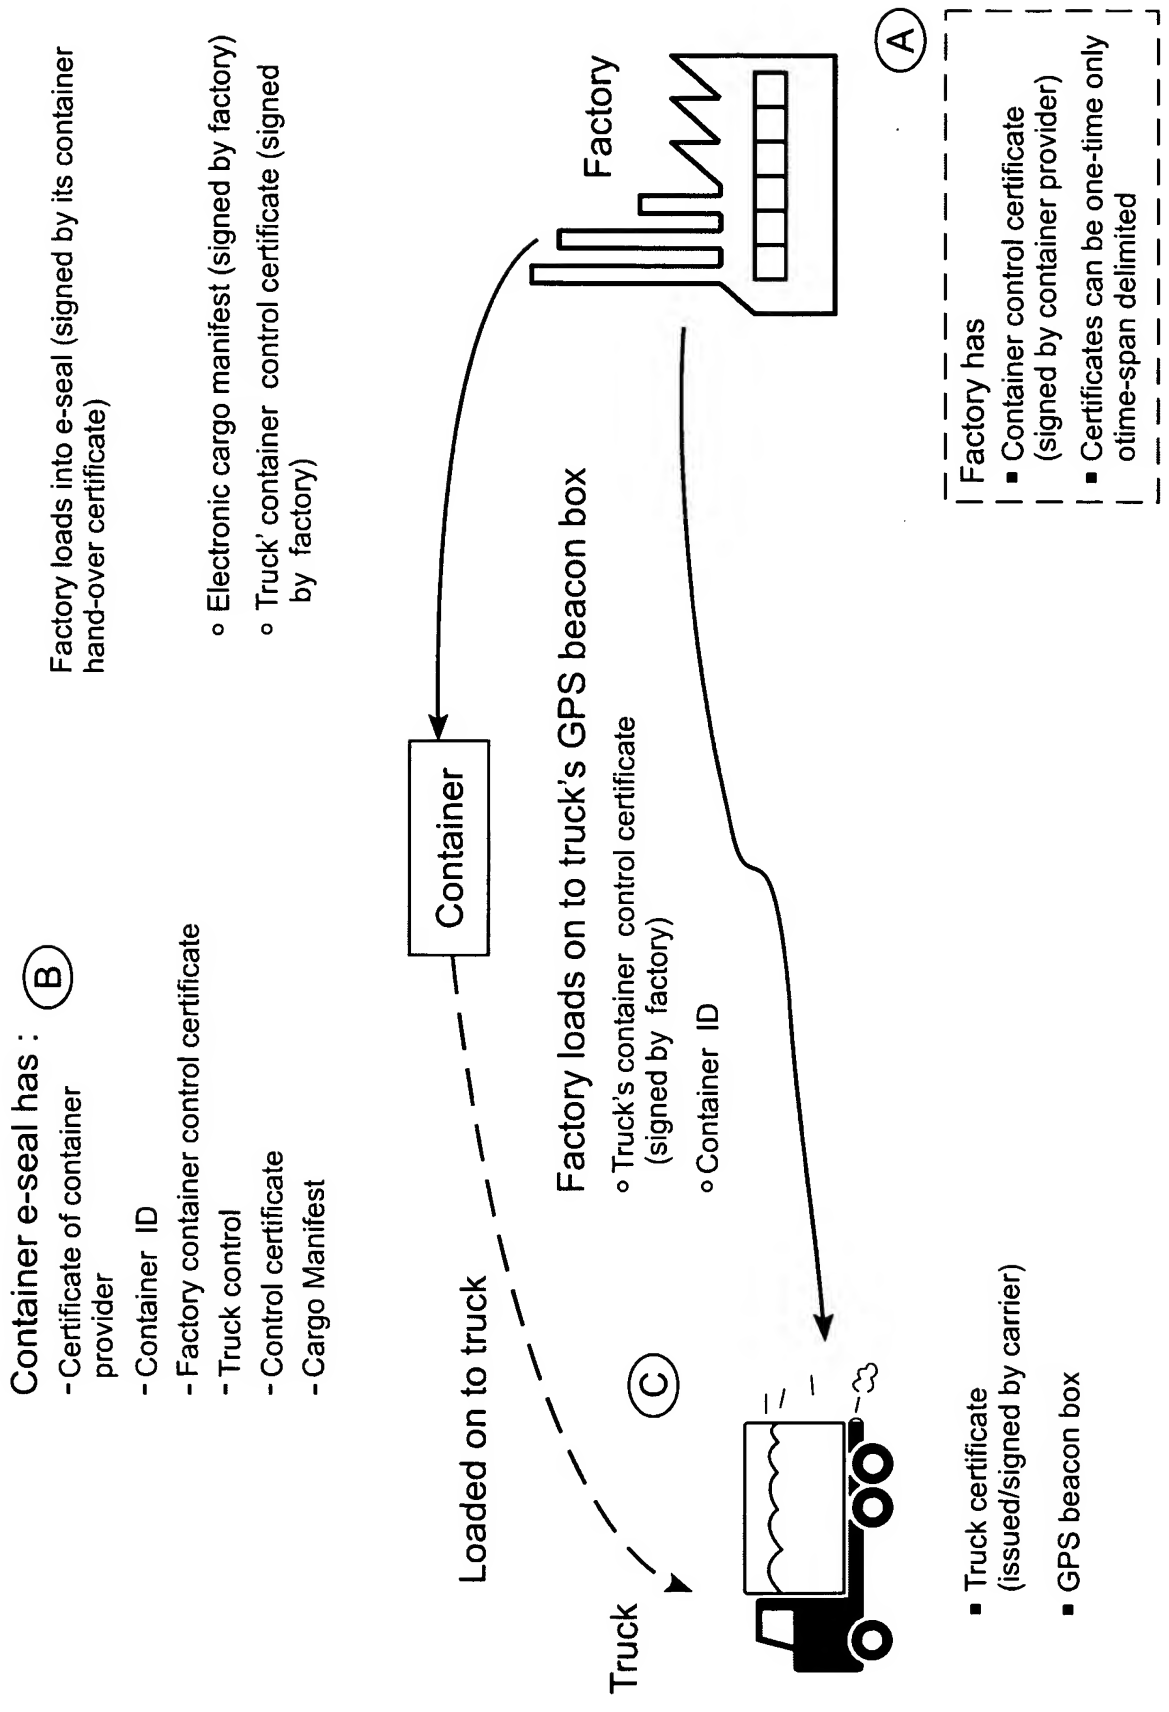 Container e-seal has :
B
- Certificate of container
provider
- Container ID
- Factory container control certificate
- Truck control
- Control certificate
- Cargo Manifest
Factory loads into e-seal (signed by its container
hand-over certificate)
o Electronic cargo manifest (signed by factory)
o Truck' container control certificate (signed
by factory)
Loaded on to truck
Container
Factory
Truck
C
Factory loads on to truck's GPS beacon box
o Truck's container control certificate
(signed by factory)
o Container ID
A
▪ Truck certificate
(issued/signed by carrier)
▪ GPS beacon box
Factory has
▪ Container control certificate
(signed by container provider)
▪ Certificates can be one-time only
otime-span delimited